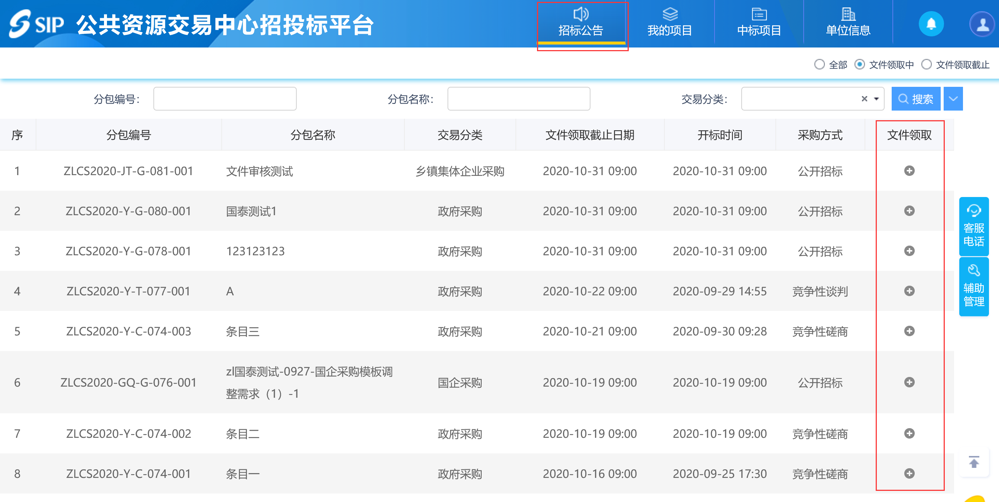 SIP 公共资源交易中心招投标平台
招标公告 我的项目 中标项目 单位信息
全部 文件领取中 文件领取截止
分包编号： 分包名称： 交易分类： 搜索
序 分包编号 分包名称 交易分类 文件领取截止日期 开标时间 采购方式 文件领取
1 ZLCS2020-JT-G-081-001 文件审核测试 乡镇集体企业采购 2020-10-31 09:00 2020-10-31 09:00 公开招标
2 ZLCS2020-Y-G-080-001 国泰测试1 政府采购 2020-10-31 09:00 2020-10-31 09:00 公开招标
3 ZLCS2020-Y-G-078-001 123123123 政府采购 2020-10-31 09:00 2020-10-31 09:00 公开招标
4 ZLCS2020-Y-T-077-001 A 政府采购 2020-10-22 09:00 2020-09-29 14:55 竞争性谈判
5 ZLCS2020-Y-C-074-003 条目三 政府采购 2020-10-21 09:00 2020-09-30 09:28 竞争性磋商
6 ZLCS2020-GQ-G-076-001 zl国泰测试-0927-国企采购模板调 国企采购 2020-10-19 09:00 2020-10-19 09:00 公开招标
整需求（1）-1
7 ZLCS2020-Y-C-074-002 条目二 政府采购 2020-10-19 09:00 2020-10-19 09:00 竞争性磋商
8 ZLCS2020-Y-C-074-001 条目一 政府采购 2020-10-16 09:00 2020-09-25 17:30 竞争性磋商
客服
电话
辅助
管理